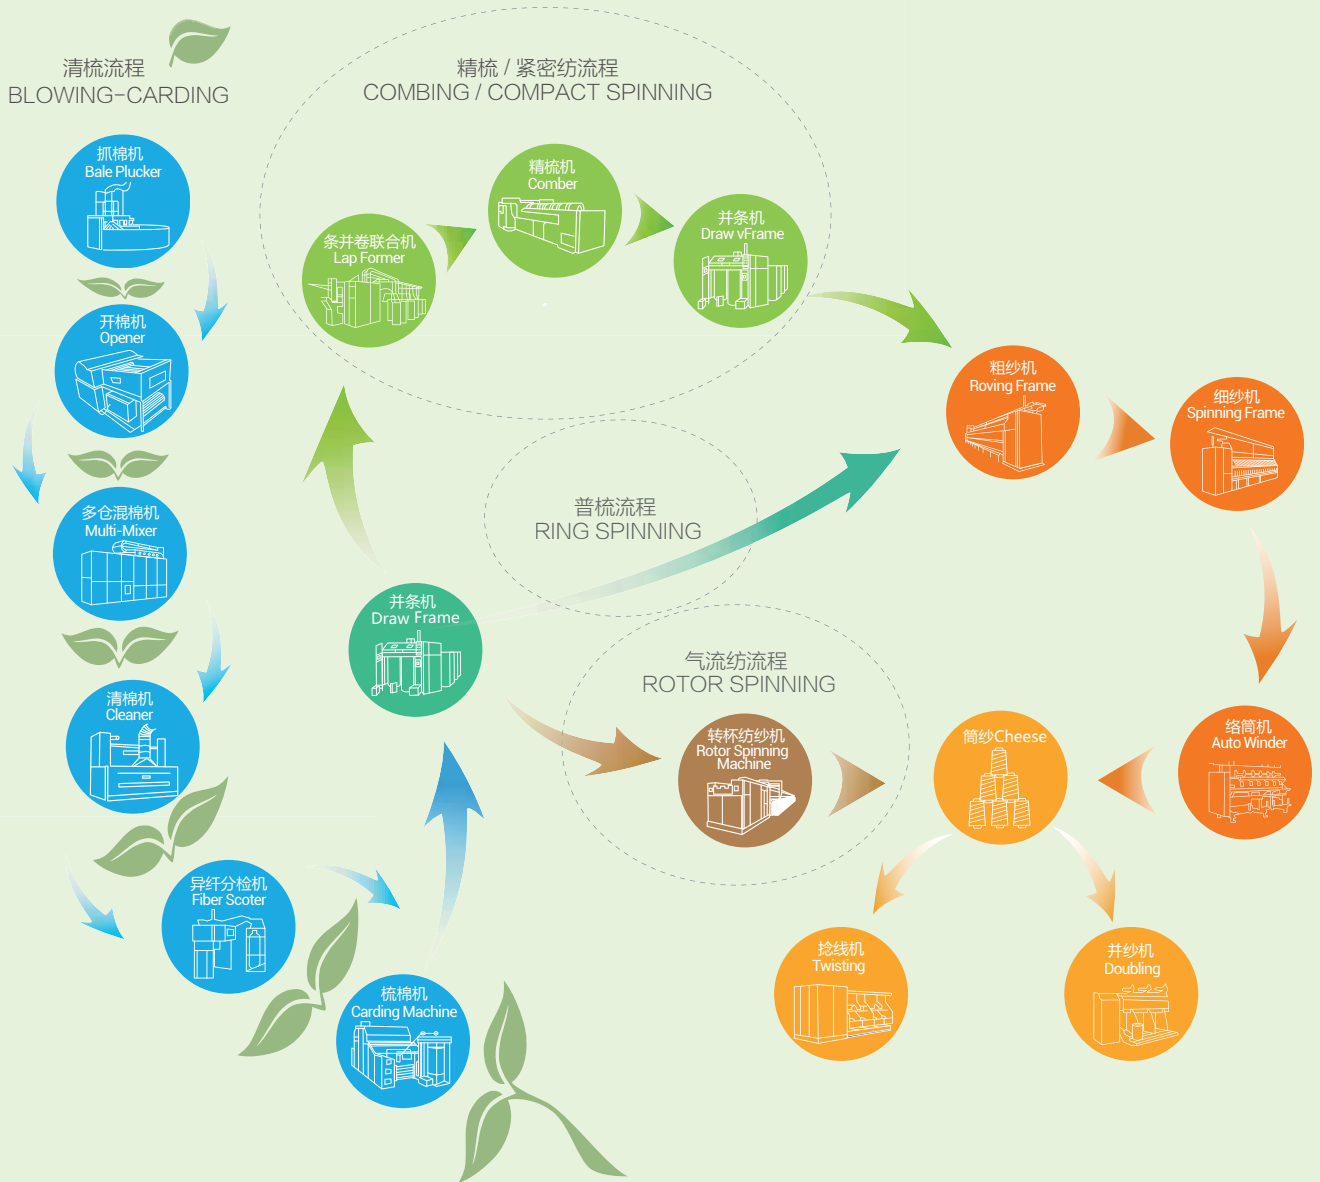 清梳流程
BLOWING-CARDING
抓棉机
Bale Plucker
开棉机
Opener
多仓混棉机
Multi-Mixer
清棉机
Cleaner
异纤分检机
Fiber Scoter
梳棉机
Carding Machine
并条机
Draw Frame
精梳 / 紧密纺流程
COMBING / COMPACT SPINNING
条并卷联合机
Lap Former
精梳机
Comber
并条机
Draw vFrame
普梳流程
RING SPINNING
粗纱机
Roving Frame
细纱机
Spinning Frame
络筒机
Auto Winder
气流纺流程
ROTOR SPINNING
转杯纺纱机
Rotor Spinning
Machine
筒纱Cheese
捻线机
Twisting
并纱机
Doubling